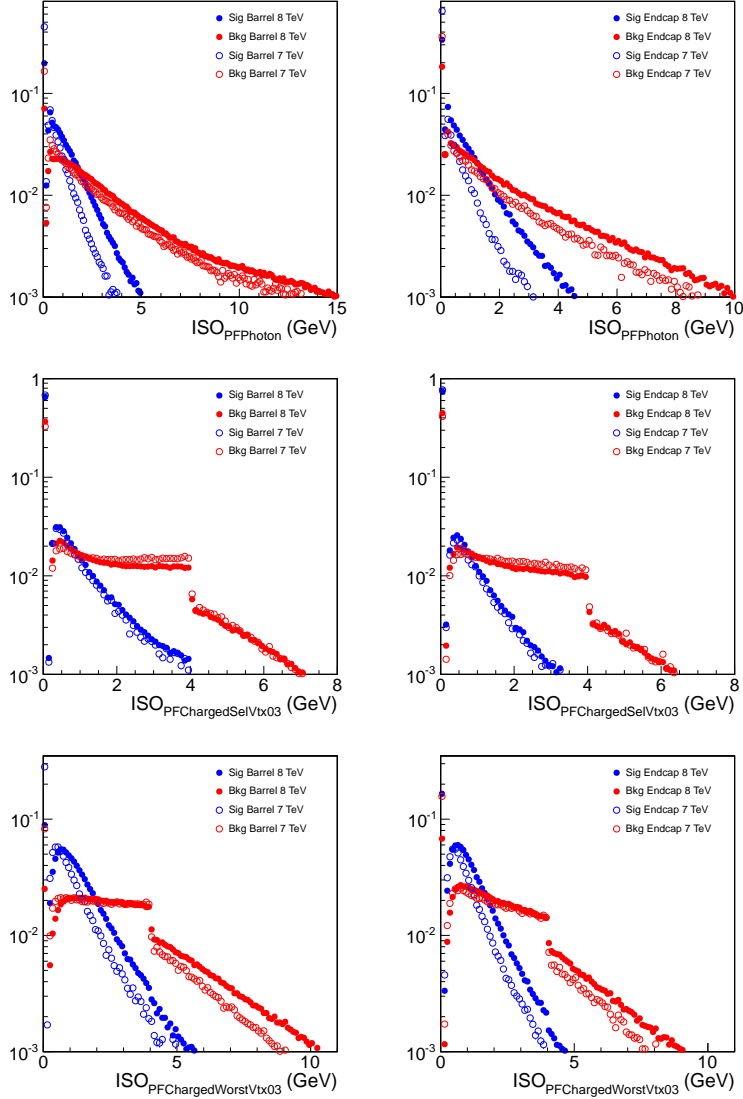 Sig Barrel 8 TeV
Bkg Barrel 8 TeV
Sig Barrel 7 TeV
Bkg Barrel 7 TeV
10^-1
10^-2
10^-3
0 5 10 15
ISO_PFPhoton (GeV)
Sig Endcap 8 TeV
Bkg Endcap 8 TeV
Sig Endcap 7 TeV
Bkg Endcap 7 TeV
10^-1
10^-2
10^-3
0 2 4 6 8 10
ISO_PFPhoton (GeV)
Sig Barrel 8 TeV
Bkg Barrel 8 TeV
Sig Barrel 7 TeV
Bkg Barrel 7 TeV
1
10^-1
10^-2
10^-3
0 2 4 6 8
ISO_PFChargedSelVtx03 (GeV)
Sig Endcap 8 TeV
Bkg Endcap 8 TeV
Sig Endcap 7 TeV
Bkg Endcap 7 TeV
1
10^-1
10^-2
10^-3
0 2 4 6 8
ISO_PFChargedSelVtx03 (GeV)
Sig Barrel 8 TeV
Bkg Barrel 8 TeV
Sig Barrel 7 TeV
Bkg Barrel 7 TeV
10^-1
10^-2
10^-3
0 5 10
ISO_PFChargedWorstVtx03 (GeV)
Sig Endcap 8 TeV
Bkg Endcap 8 TeV
Sig Endcap 7 TeV
Bkg Endcap 7 TeV
10^-1
10^-2
10^-3
0 5 10
ISO_PFChargedWorstVtx03 (GeV)